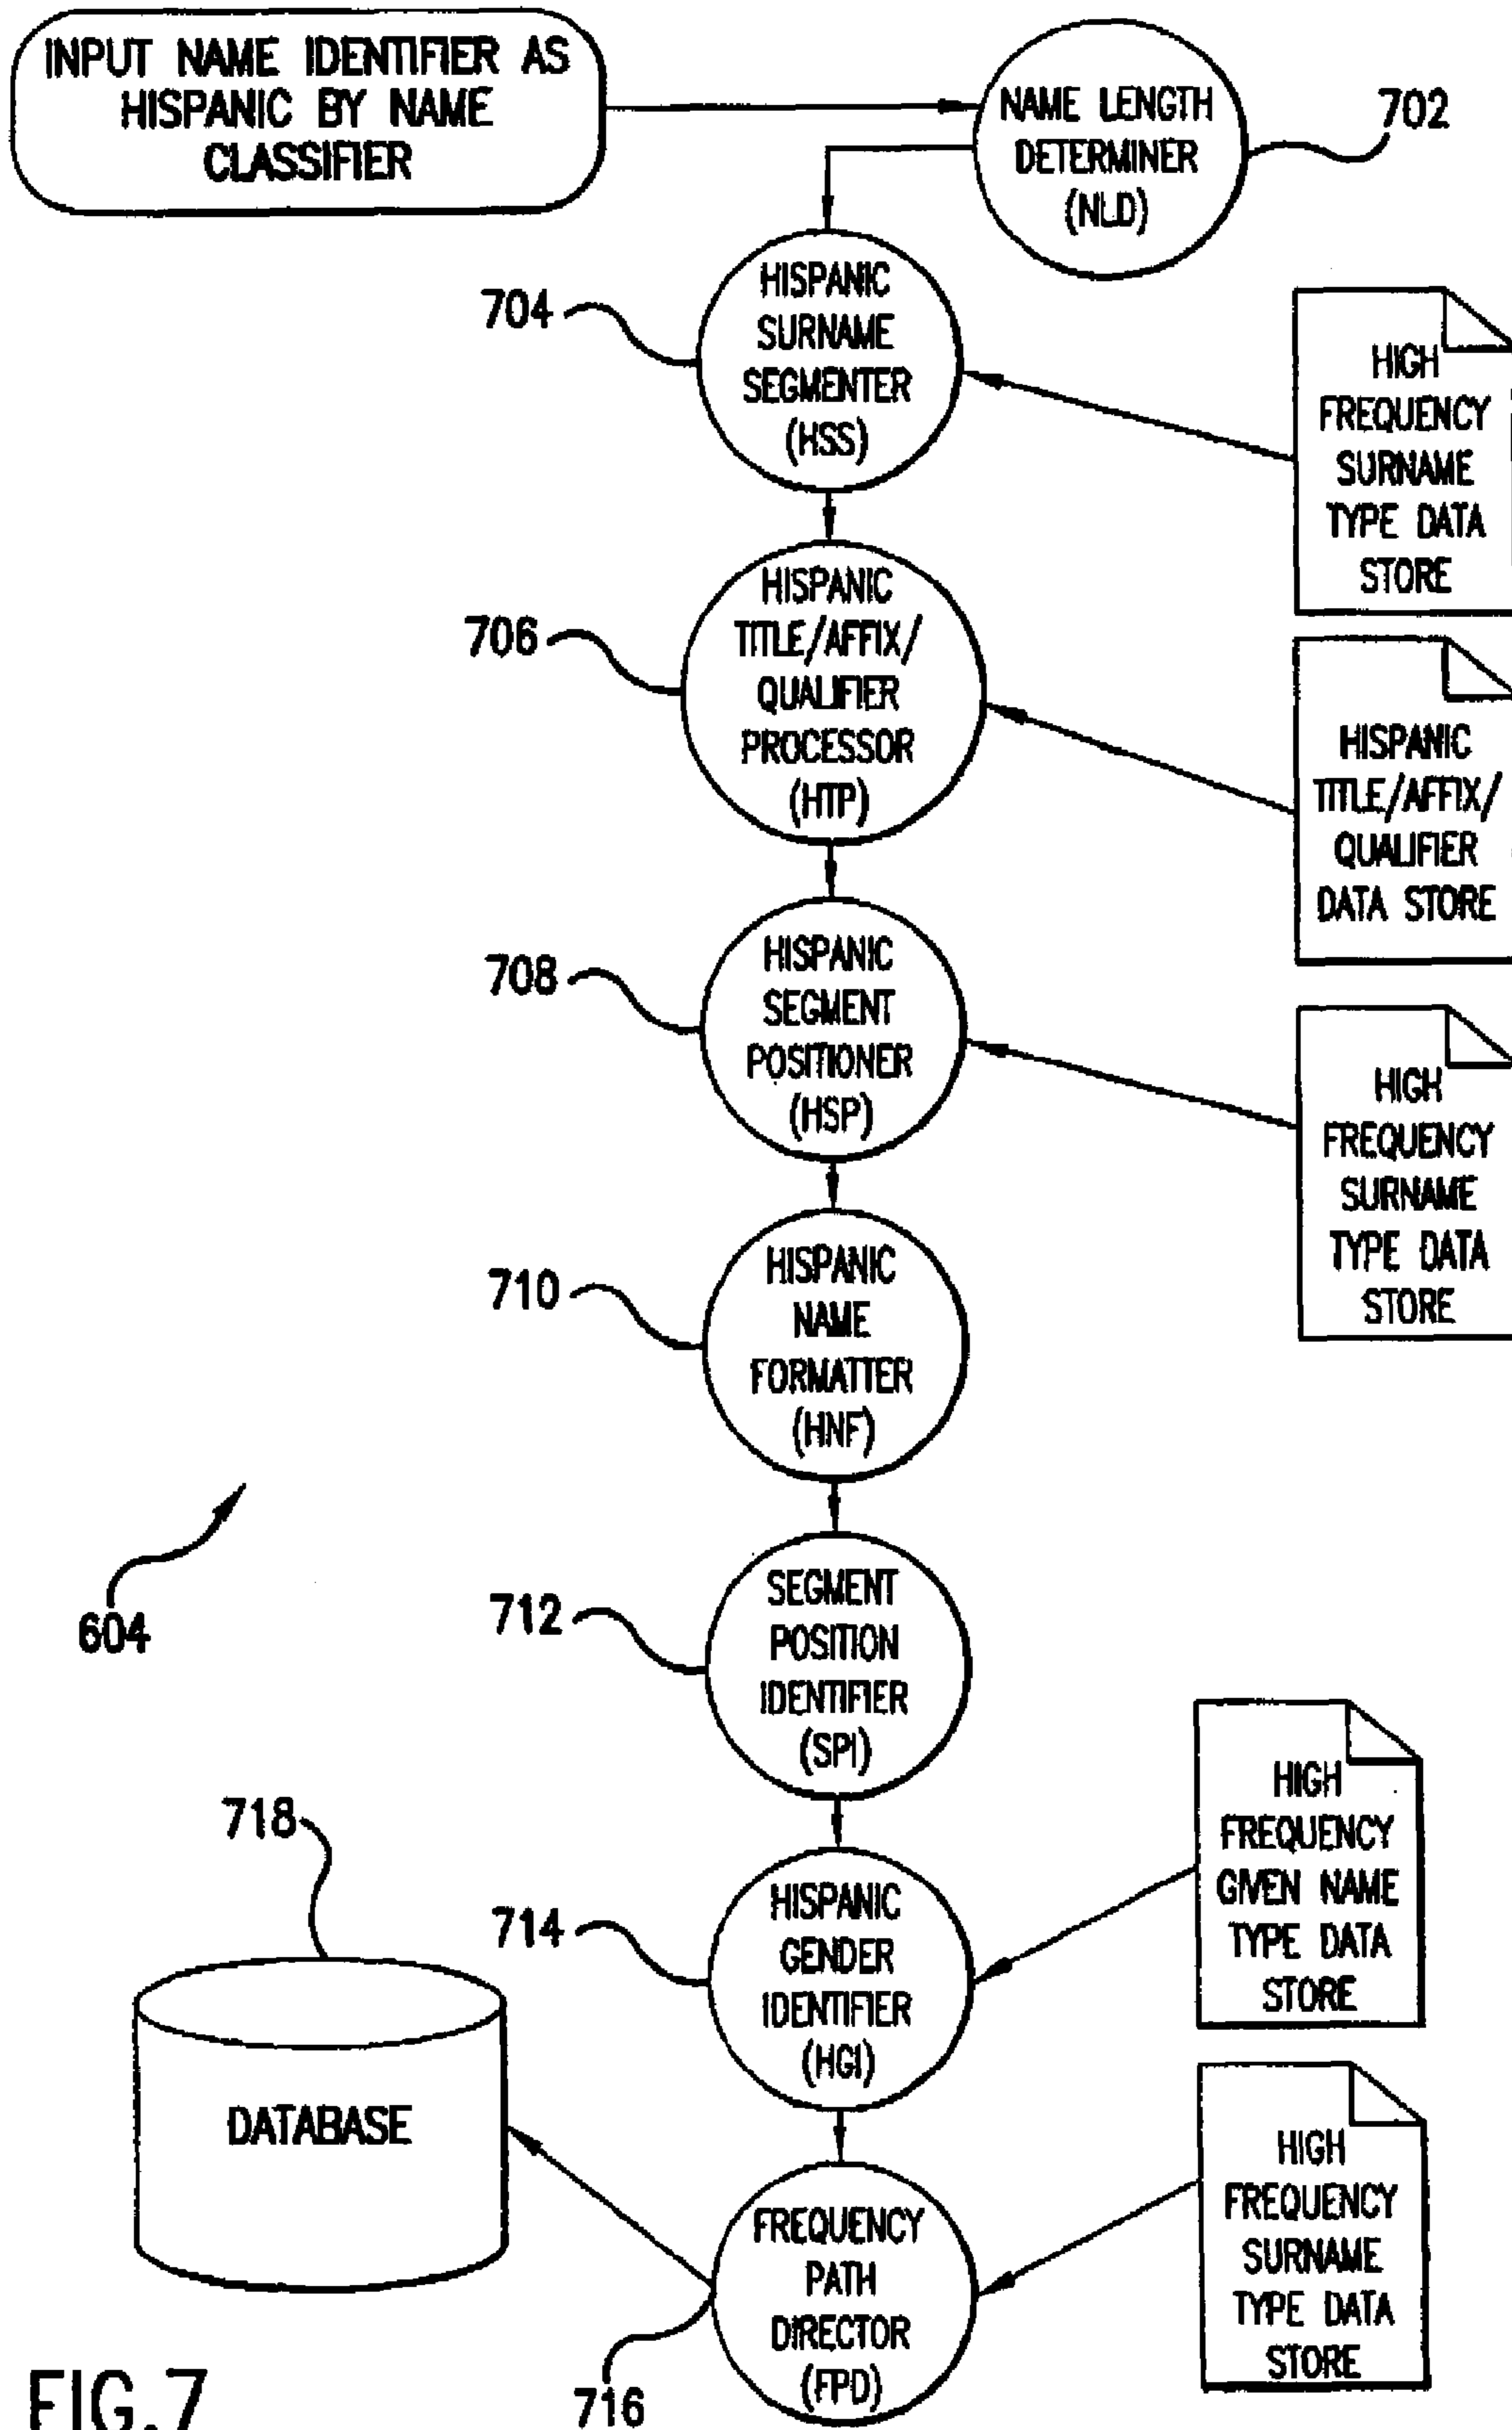 INPUT NAME IDENTIFIER AS
HISPANIC BY NAME
CLASSIFIER
NAME LENGTH
DETERMINER
(NLD)
702
704
HISPANIC
SURNAME
SEGMENTER
(HSS)
HIGH
FREQUENCY
SURNAME
TYPE DATA
STORE
706
HISPANIC
TITLE/AFFIX/
QUALIFIER
PROCESSOR
(HTP)
HISPANIC
TITLE/AFFIX/
QUALIFIER
DATA STORE
708
HISPANIC
SEGMENT
POSITIONER
(HSP)
HIGH
FREQUENCY
SURNAME
TYPE DATA
STORE
710
HISPANIC
NAME
FORMATTER
(HNF)
604
712
SEGMENT
POSITION
IDENTIFIER
(SPI)
718
DATABASE
714
HISPANIC
GENDER
IDENTIFIER
(HGI)
HIGH
FREQUENCY
GIVEN NAME
TYPE DATA
STORE
716
FREQUENCY
PATH
DIRECTOR
(FPD)
HIGH
FREQUENCY
SURNAME
TYPE DATA
STORE
FIG.7